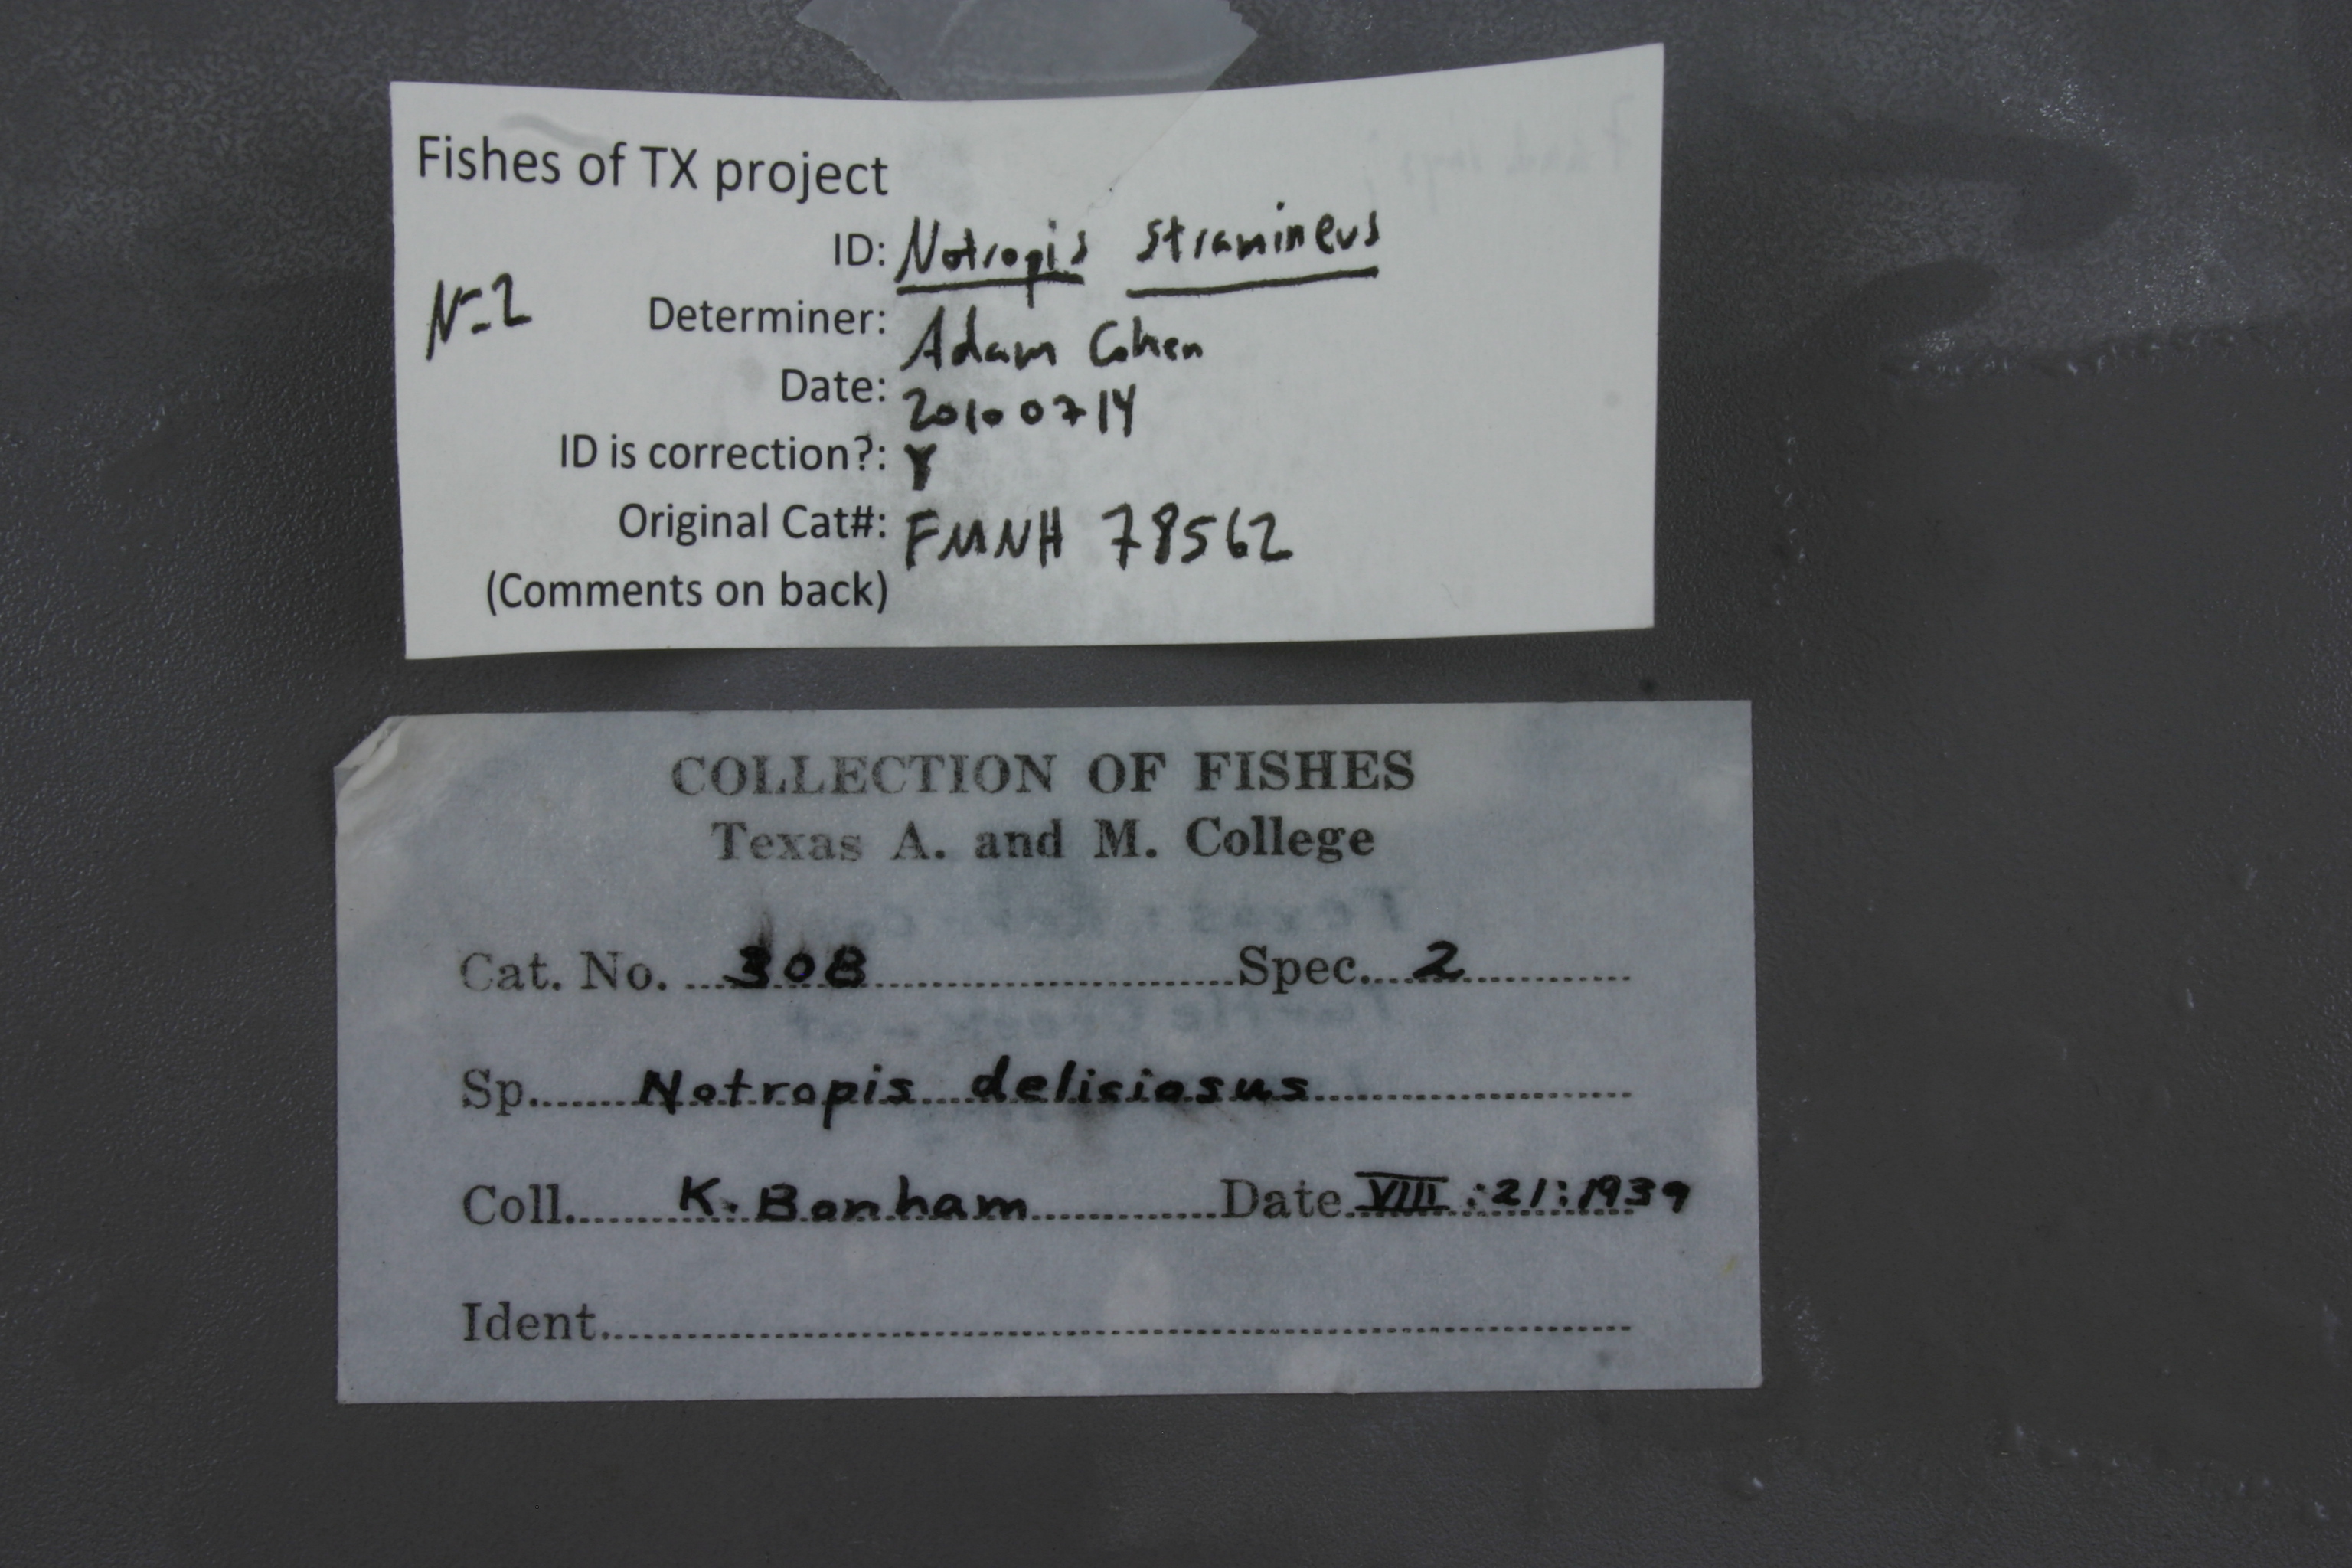 Fishes of TX project
ID: Notropis stramineus
N=2
Determiner: Adam Cohen
Date: 20100714
ID is correction?: Y
Original Cat#: FMNH 78562
(Comments on back)
COLLECTION OF FISHES
Texas A. and M. College
Cat. No. 308 Spec. 2
Sp. Notropis deliciosus
Coll. K. Bonham Date VIII:21:1939
Ident.